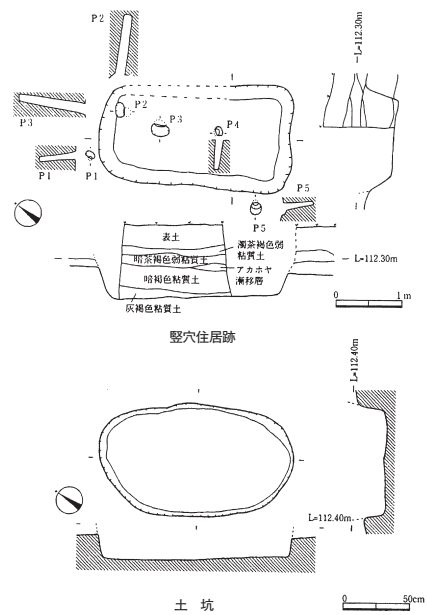 P2
L=112.30m
P3
P2
P3
P4
P1
P1
P5
P5
表土
濁茶褐色弱
粘質土
暗茶褐色弱粘質土
アカホヤ
漸移層
暗褐色粘質土
灰褐色粘質土
L=112.30m
0 1m
竪穴住居跡
L=112.40m
L=112.40m
土坑
0 50cm